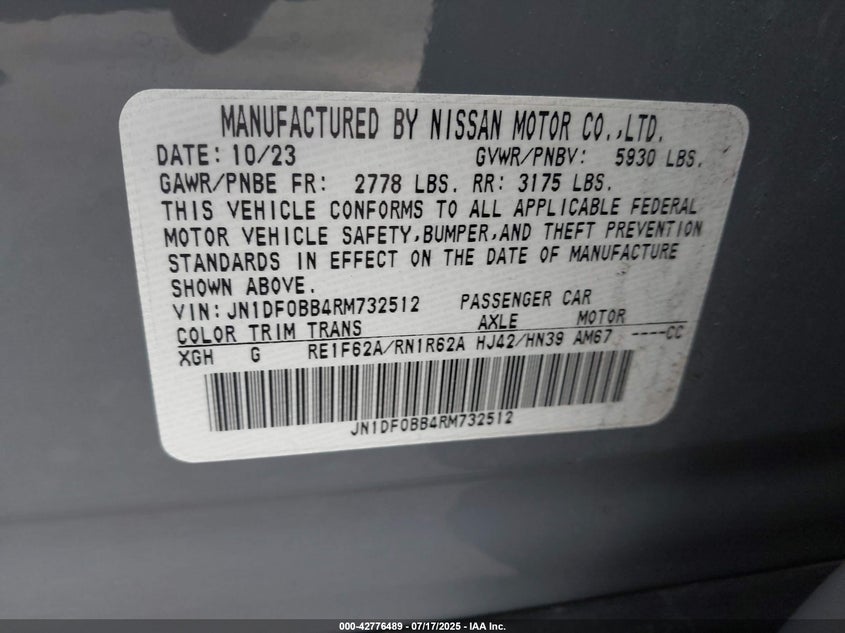 MANUFACTURED BY NISSAN MOTOR CO.,LTD.
DATE: 10/23 GVWR/PNBV: 5930 LBS.
GAWR/PNBE FR: 2778 LBS. RR: 3175 LBS.
THIS VEHICLE CONFORMS TO ALL APPLICABLE FEDERAL
MOTOR VEHICLE SAFETY,BUMPER,AND THEFT PREVENTION
STANDARDS IN EFFECT ON THE DATE OF MANUFACTURE
SHOWN ABOVE.
VIN: JN1DF0BB4RM732512 PASSENGER CAR
COLOR TRIM TRANS AXLE MOTOR
XGH G RE1F62A/RN1R62A HJ42/HN39 AM67 ----CC
JN1DF0BB4RM732512
000-42776489 - 07/17/2025 - IAA Inc.